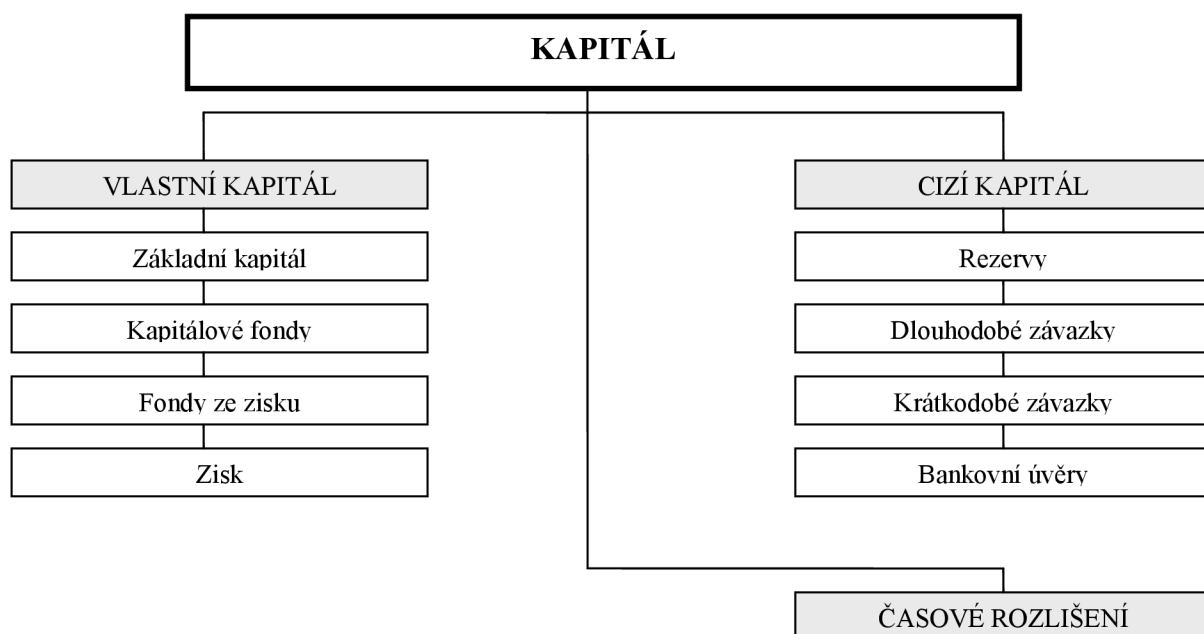 KAPITÁL
VLASTNÍ KAPITÁL
Základní kapitál
Kapitálové fondy
Fondy ze zisku
Zisk
CIZÍ KAPITÁL
Rezervy
Dlouhodobé závazky
Krátkodobé závazky
Bankovní úvěry
ČASOVÉ ROZLIŠENÍ